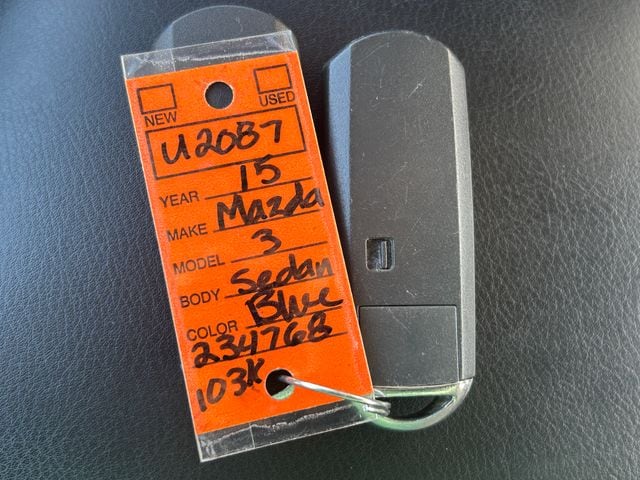 NEW USED
U2087
YEAR 15
MAKE Mazda
MODEL 3
BODY Sedan
COLOR Blue
234768
103K